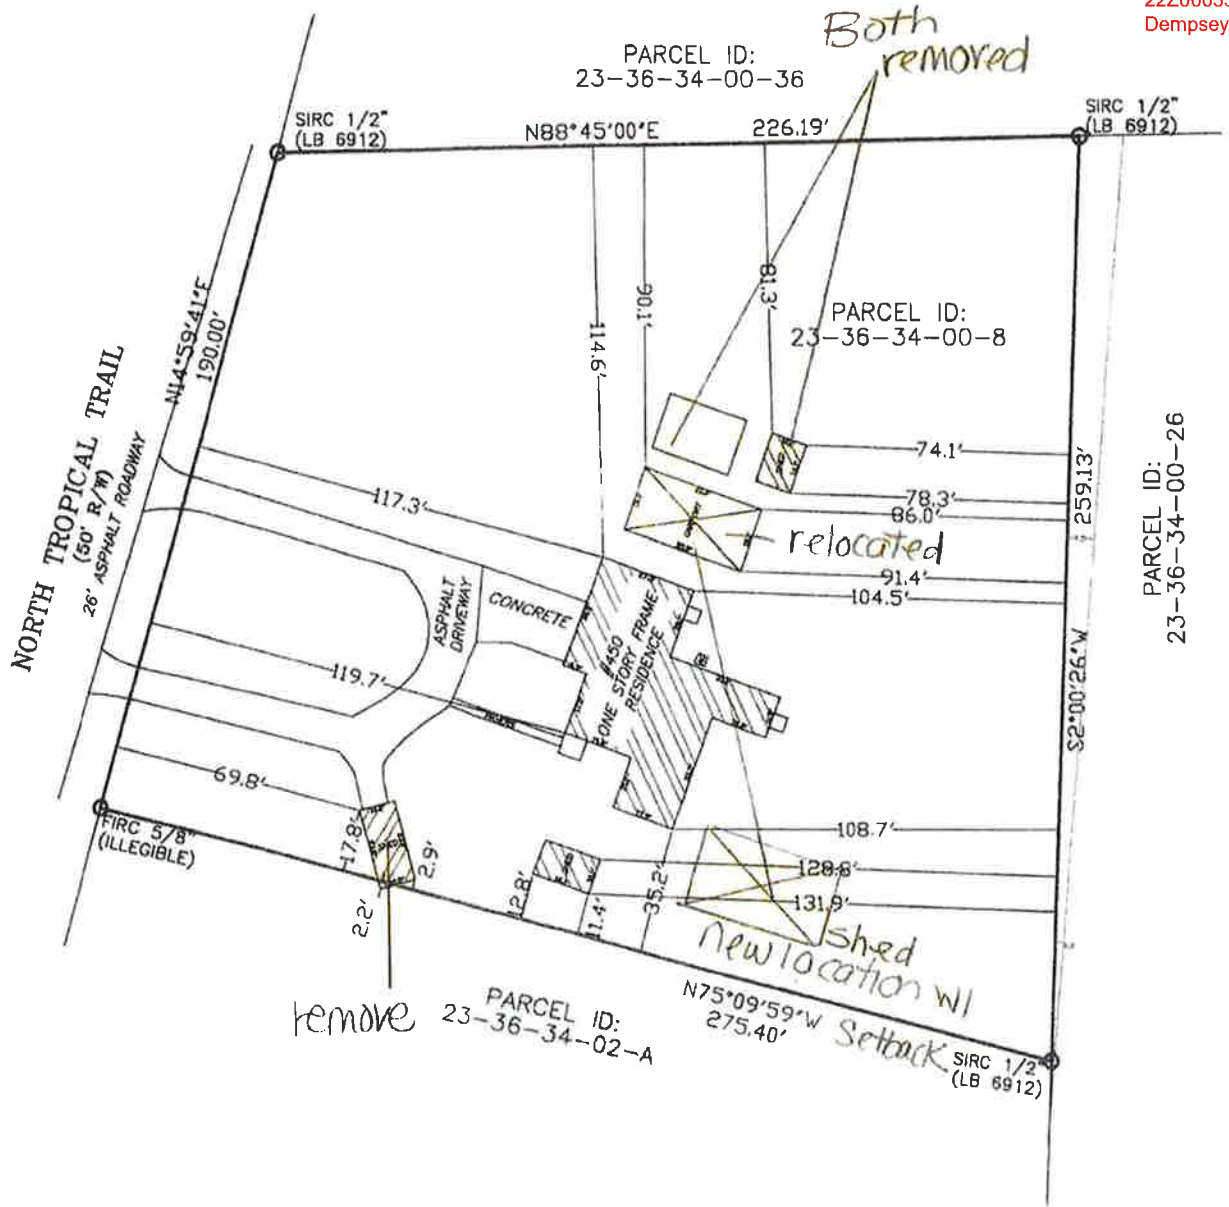 Dempsey
Both
removed
PARCEL ID:
23-36-34-00-36
SIRC 1/2"
(LB 6912)
N88°45'00"E
226.19'
SIRC 1/2"
(LB 6912)
N14°59'41"E
190.00'
NORTH TROPICAL TRAIL
(50' R/W)
26' ASPHALT ROADWAY
114.6'
90.1'
81.3'
PARCEL ID:
23-36-34-00-8
74.1'
78.3'
86.0'
259.13'
S2°00'26"W
PARCEL ID:
23-36-34-00-26
117.3'
relocated
91.4'
104.5'
ASPHALT
DRIVEWAY
CONCRETE
#450
ONE STORY FRAME
RESIDENCE
119.7'
69.8'
FIRC 5/8"
(ILLEGIBLE)
17.8'
2.9'
2.2'
12.8'
11.4'
35.2'
108.7'
128.8'
131.9'
shed
new location w/
Setback
remove
PARCEL ID:
23-36-34-02-A
N75°09'59"W
275.40'
SIRC 1/2"
(LB 6912)